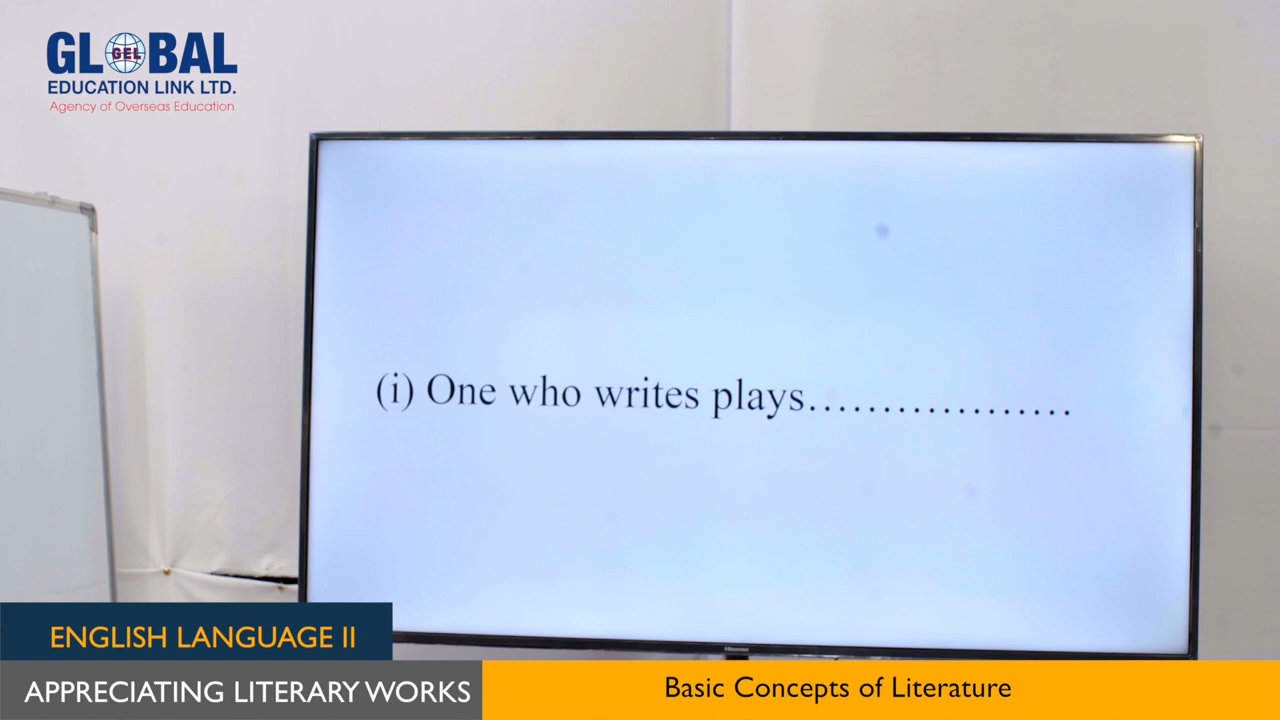 GLOBAL
GEL
EDUCATION LINK LTD.
Agency of Overseas Education
(i) One who writes plays..................
Hisense
ENGLISH LANGUAGE II
APPRECIATING LITERARY WORKS
Basic Concepts of Literature